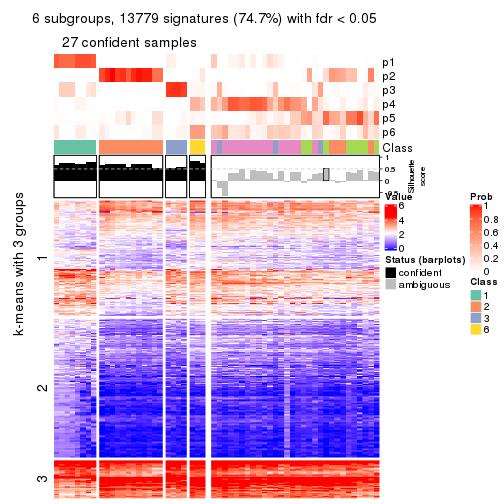 6 subgroups, 13779 signatures (74.7%) with fdr < 0.05
27 confident samples
p1
p2
p3
p4
p5
p6
Class
1
0.5
0
-0.5
Silhouette
score
k-means with 3 groups
1
2
3
Value
6
4
2
0
Status (barplots)
confident
ambiguous
Prob
1
0.8
0.6
0.4
0.2
0
Class
1
2
3
6